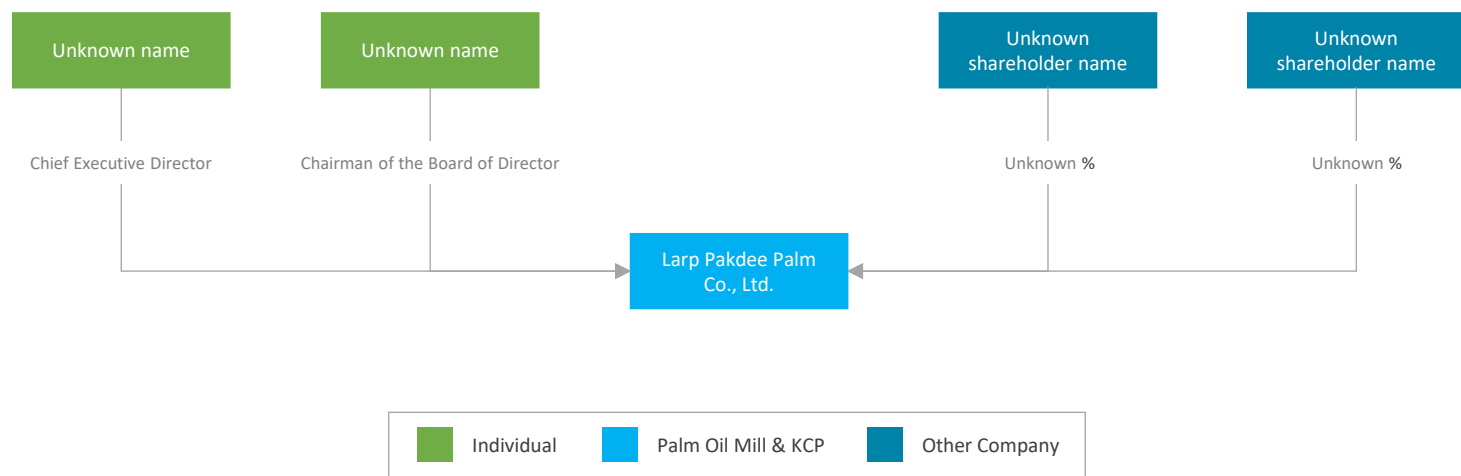 Unknown name
Unknown name
Unknown
shareholder name
Unknown
shareholder name
Chief Executive Director
Chairman of the Board of Director
Unknown %
Unknown %
Larp Pakdee Palm
Co., Ltd.
Individual
Palm Oil Mill & KCP
Other Company